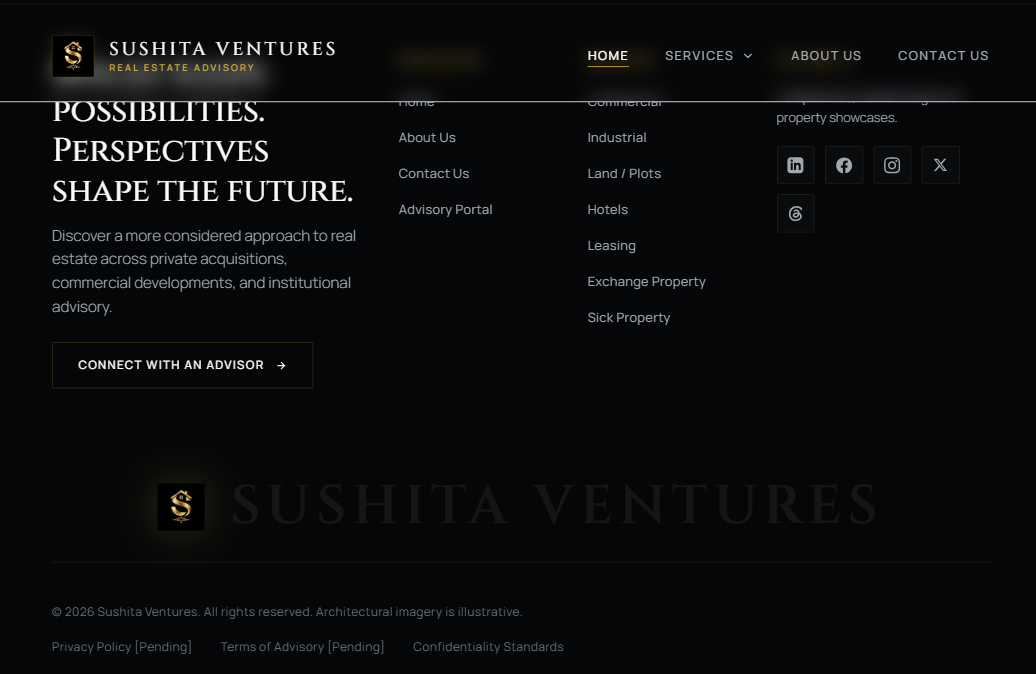 SUSHITA VENTURES
REAL ESTATE ADVISORY
HOME
SERVICES
ABOUT US
CONTACT US
POSSIBILITIES.
PERSPECTIVES
SHAPE THE FUTURE.
Discover a more considered approach to real
estate across private acquisitions,
commercial developments, and institutional
advisory.
CONNECT WITH AN ADVISOR →
Home
About Us
Contact Us
Advisory Portal
Commercial
Industrial
Land / Plots
Hotels
Leasing
Exchange Property
Sick Property
property showcases.
SUSHITA VENTURES
© 2026 Sushita Ventures. All rights reserved. Architectural imagery is illustrative.
Privacy Policy [Pending]
Terms of Advisory [Pending]
Confidentiality Standards